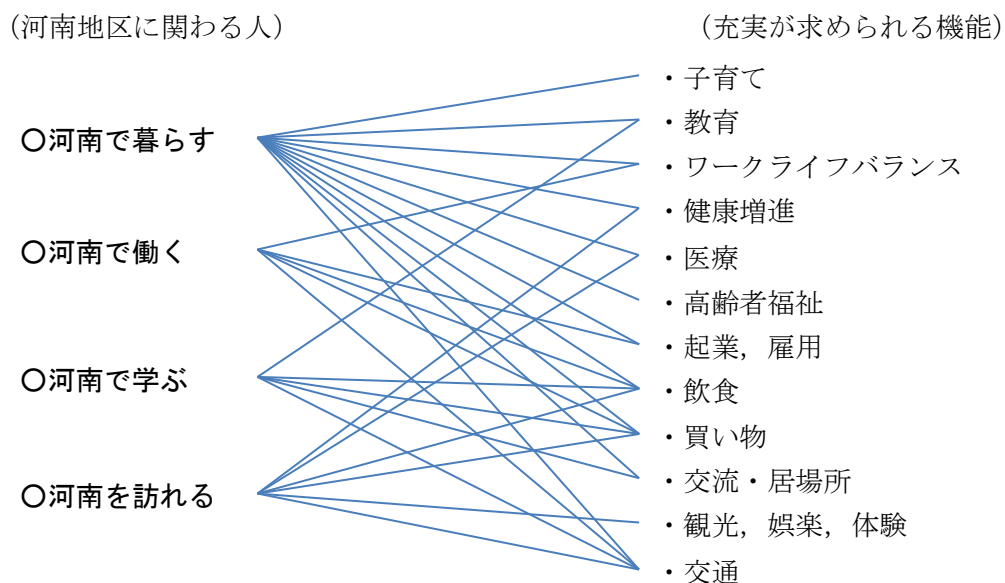 （河南地区に関わる人）
（充実が求められる機能）
〇河南で暮らす
〇河南で働く
〇河南で学ぶ
〇河南を訪れる
・子育て
・教育
・ワークライフバランス
・健康増進
・医療
・高齢者福祉
・起業，雇用
・飲食
・買い物
・交流・居場所
・観光，娯楽，体験
・交通